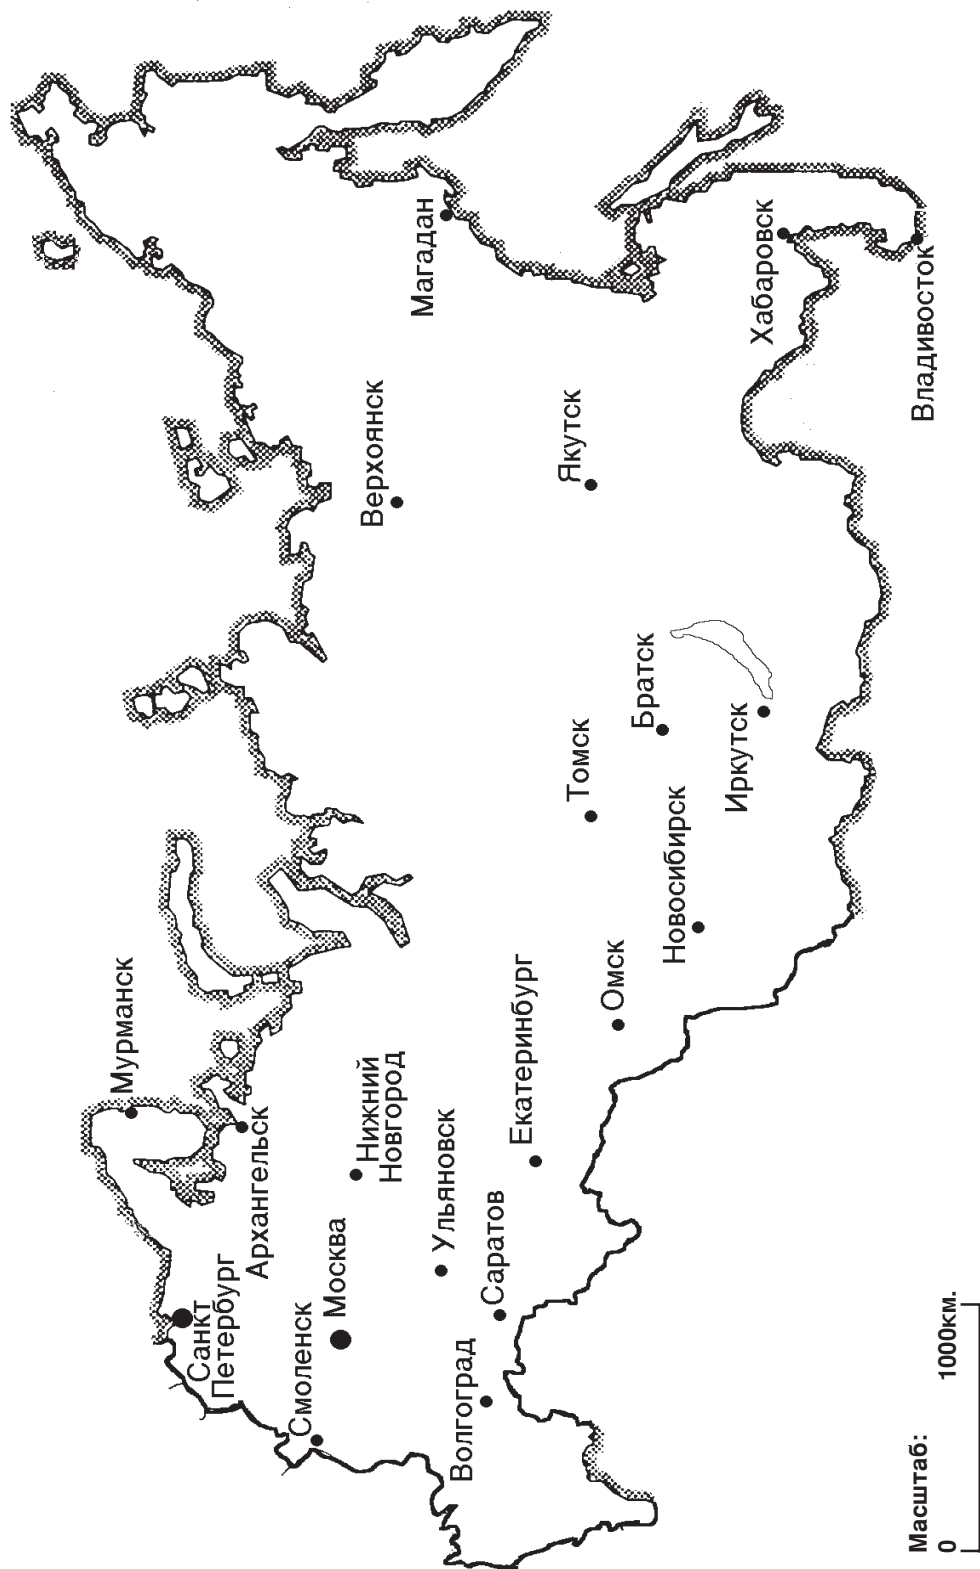 Мурманск
Санкт
Петербург
Архангельск
Смоленск
Москва
Нижний
Новгород
Ульяновск
Волгоград
Саратов
Екатеринбург
Омск
Новосибирск
Томск
Братск
Иркутск
Верхоянск
Якутск
Магадан
Хабаровск
Владивосток
Масштаб:
0 1000км.